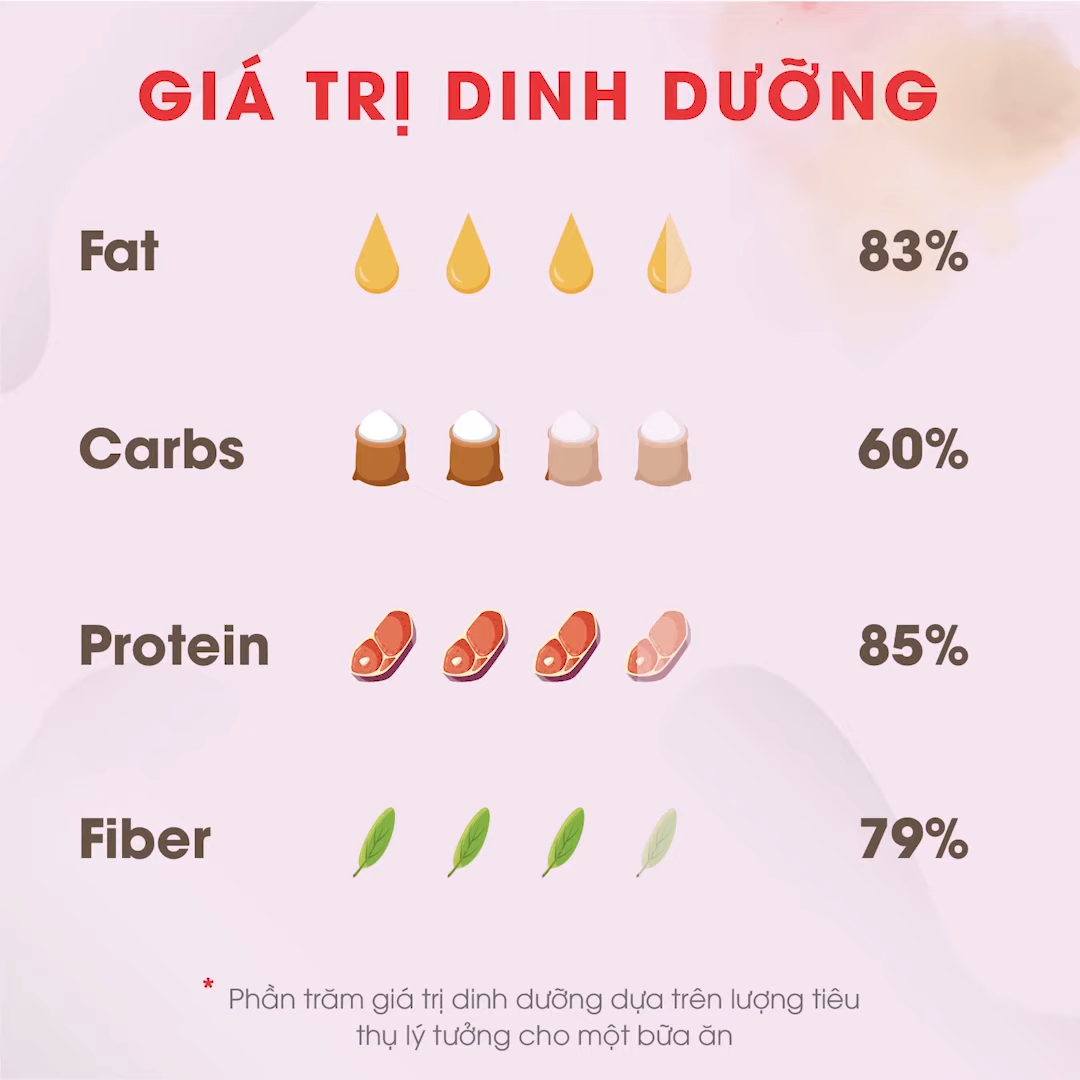 GIÁ TRỊ DINH DƯỠNG
Fat 83%
Carbs 60%
Protein 85%
Fiber 79%
* Phần trăm giá trị dinh dưỡng dựa trên lượng tiêu
thụ lý tưởng cho một bữa ăn